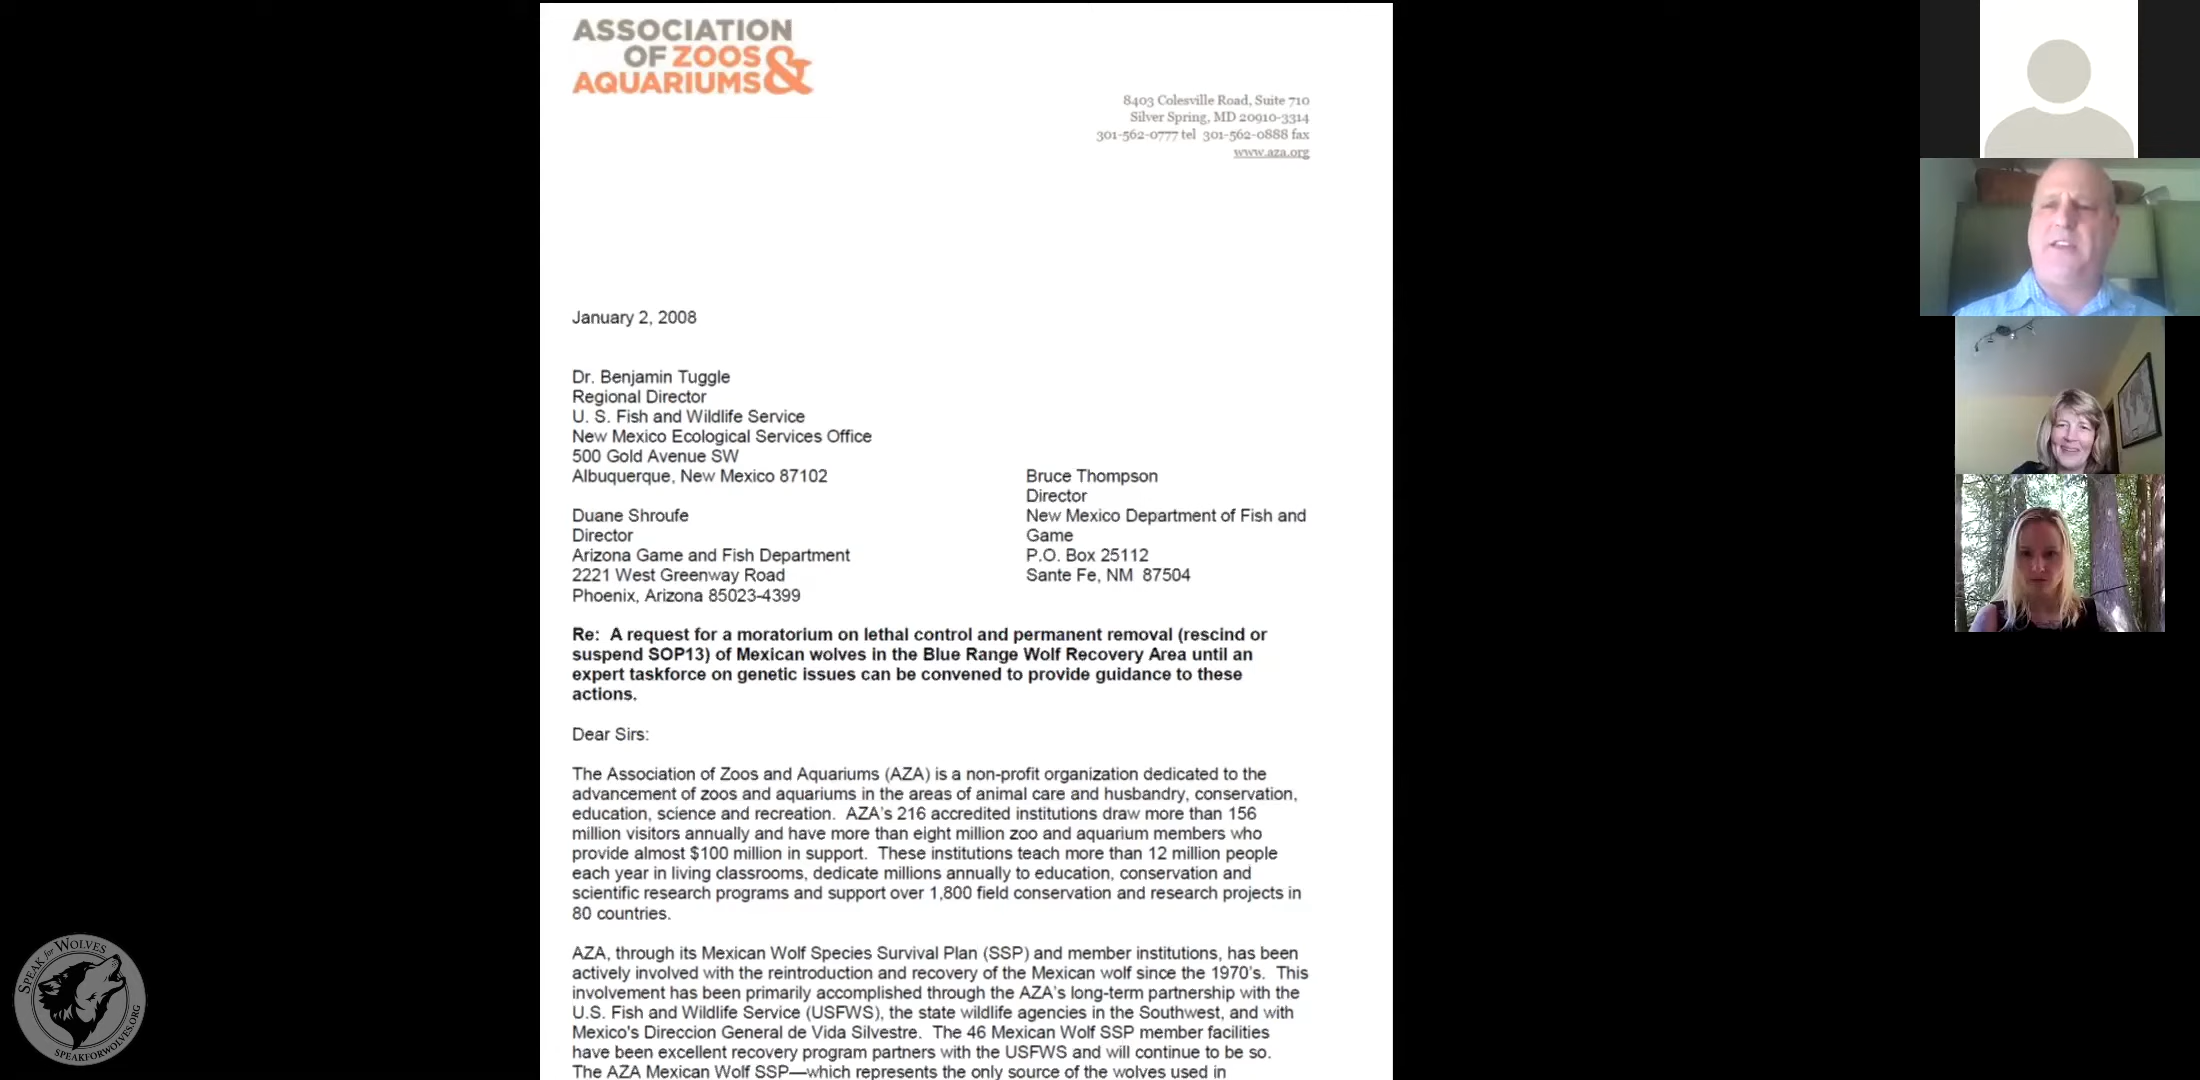 ASSOCIATION
OF ZOOS &
AQUARIUMS
8403 Colesville Road, Suite 710
Silver Spring, MD 20910-3314
301-562-0777 tel 301-562-0888 fax
www.aza.org
January 2, 2008
Dr. Benjamin Tuggle
Regional Director
U. S. Fish and Wildlife Service
New Mexico Ecological Services Office
500 Gold Avenue SW
Albuquerque, New Mexico 87102
Bruce Thompson
Director
New Mexico Department of Fish and
Game
P.O. Box 25112
Sante Fe, NM 87504
Duane Shroufe
Director
Arizona Game and Fish Department
2221 West Greenway Road
Phoenix, Arizona 85023-4399
Re: A request for a moratorium on lethal control and permanent removal (rescind or
suspend SOP13) of Mexican wolves in the Blue Range Wolf Recovery Area until an
expert taskforce on genetic issues can be convened to provide guidance to these
actions.
Dear Sirs:
The Association of Zoos and Aquariums (AZA) is a non-profit organization dedicated to the
advancement of zoos and aquariums in the areas of animal care and husbandry, conservation,
education, science and recreation. AZA's 216 accredited institutions draw more than 156
million visitors annually and have more than eight million zoo and aquarium members who
provide almost $100 million in support. These institutions teach more than 12 million people
each year in living classrooms, dedicate millions annually to education, conservation and
scientific research programs and support over 1,800 field conservation and research projects in
80 countries.
AZA, through its Mexican Wolf Species Survival Plan (SSP) and member institutions, has been
actively involved with the reintroduction and recovery of the Mexican wolf since the 1970's. This
involvement has been primarily accomplished through the AZA's long-term partnership with the
U.S. Fish and Wildlife Service (USFWS), the state wildlife agencies in the Southwest, and with
Mexico's Direccion General de Vida Silvestre. The 46 Mexican Wolf SSP member facilities
have been excellent recovery program partners with the USFWS and will continue to be so.
The AZA Mexican Wolf SSP—which represents the only source of the wolves used in
SPEAK for WOLVES
SPEAKFORWOLVES.ORG